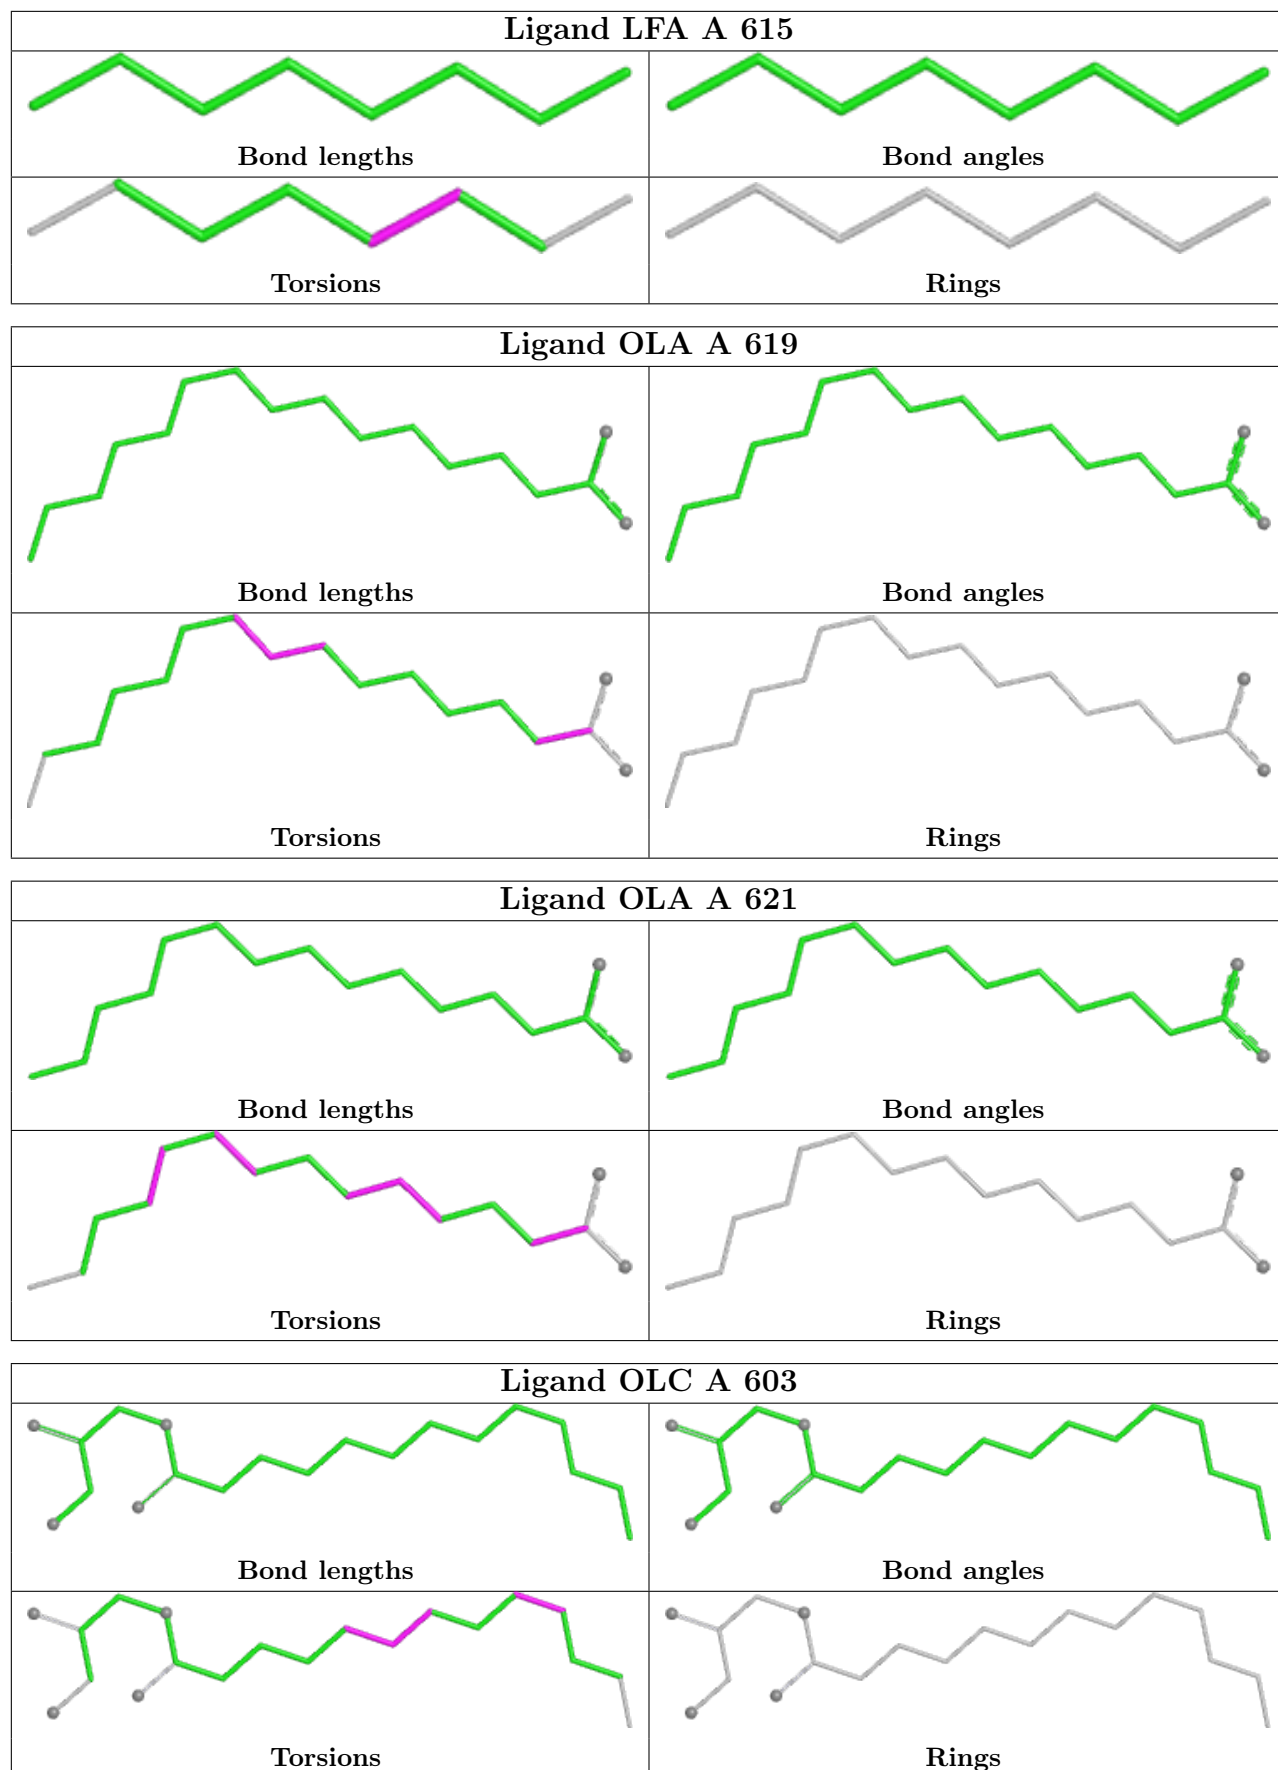 Ligand LFA A 615
Bond lengths
Bond angles
Torsions
Rings
Ligand OLA A 619
Bond lengths
Bond angles
Torsions
Rings
Ligand OLA A 621
Bond lengths
Bond angles
Torsions
Rings
Ligand OLC A 603
Bond lengths
Bond angles
Torsions
Rings